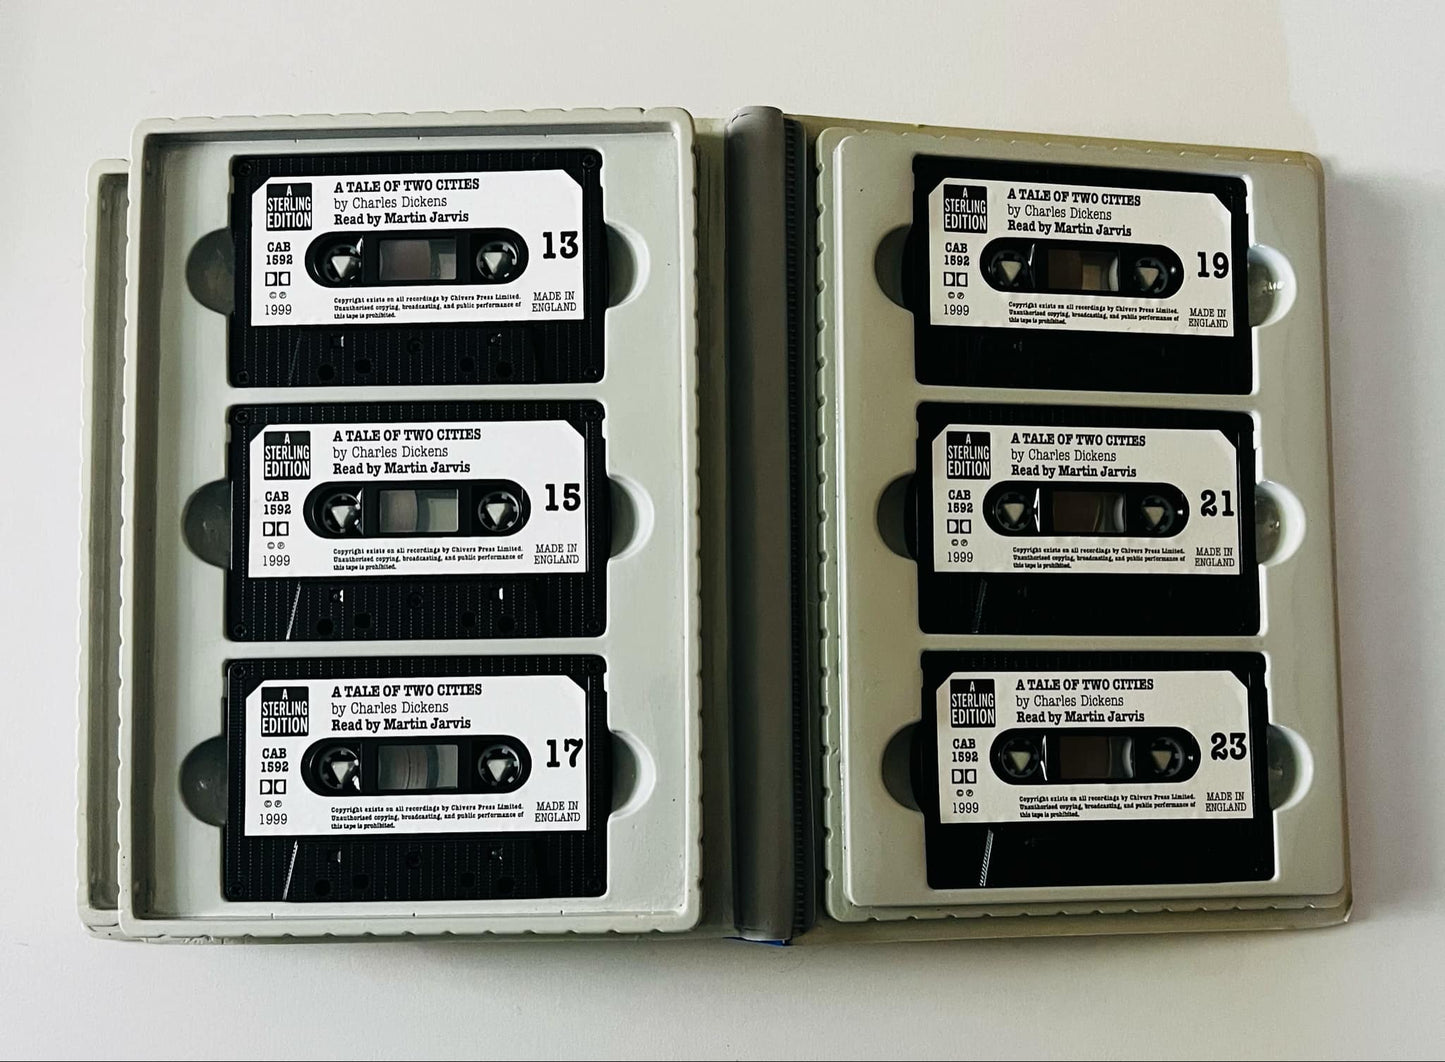 A
STERLING
EDITION
A TALE OF TWO CITIES
by Charles Dickens
Read by Martin Jarvis
CAB
1592
13
© ℗
1999
Copyright exists on all recordings by Chivers Press Limited.
Unauthorised copying, broadcasting, and public performance of
this tape is prohibited.
MADE IN
ENGLAND
A
STERLING
EDITION
A TALE OF TWO CITIES
by Charles Dickens
Read by Martin Jarvis
CAB
1592
15
© ℗
1999
Copyright exists on all recordings by Chivers Press Limited.
Unauthorised copying, broadcasting, and public performance of
this tape is prohibited.
MADE IN
ENGLAND
A
STERLING
EDITION
A TALE OF TWO CITIES
by Charles Dickens
Read by Martin Jarvis
CAB
1592
17
© ℗
1999
Copyright exists on all recordings by Chivers Press Limited.
Unauthorised copying, broadcasting, and public performance of
this tape is prohibited.
MADE IN
ENGLAND
A
STERLING
EDITION
A TALE OF TWO CITIES
by Charles Dickens
Read by Martin Jarvis
CAB
1592
19
© ℗
1999
Copyright exists on all recordings by Chivers Press Limited.
Unauthorised copying, broadcasting, and public performance of
this tape is prohibited.
MADE IN
ENGLAND
A
STERLING
EDITION
A TALE OF TWO CITIES
by Charles Dickens
Read by Martin Jarvis
CAB
1592
21
© ℗
1999
Copyright exists on all recordings by Chivers Press Limited.
Unauthorised copying, broadcasting, and public performance of
this tape is prohibited.
MADE IN
ENGLAND
A
STERLING
EDITION
A TALE OF TWO CITIES
by Charles Dickens
Read by Martin Jarvis
CAB
1592
23
© ℗
1999
Copyright exists on all recordings by Chivers Press Limited.
Unauthorised copying, broadcasting, and public performance of
this tape is prohibited.
MADE IN
ENGLAND